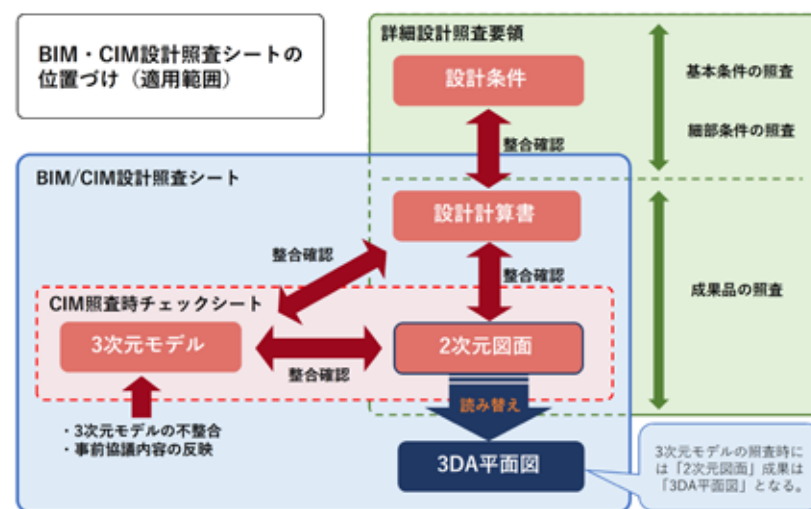 BIM・CIM設計照査シートの
位置づけ（適用範囲）
詳細設計照査要領
設計条件
基本条件の照査
細部条件の照査
整合確認
BIM/CIM設計照査シート
設計計算書
整合確認
整合確認
成果品の照査
CIM照査時チェックシート
3次元モデル
2次元図面
整合確認
読み替え
・3次元モデルの不整合
・事前協議内容の反映
3DA平面図
3次元モデルの照査時に
は「2次元図面」成果は
「3DA平面図」となる。